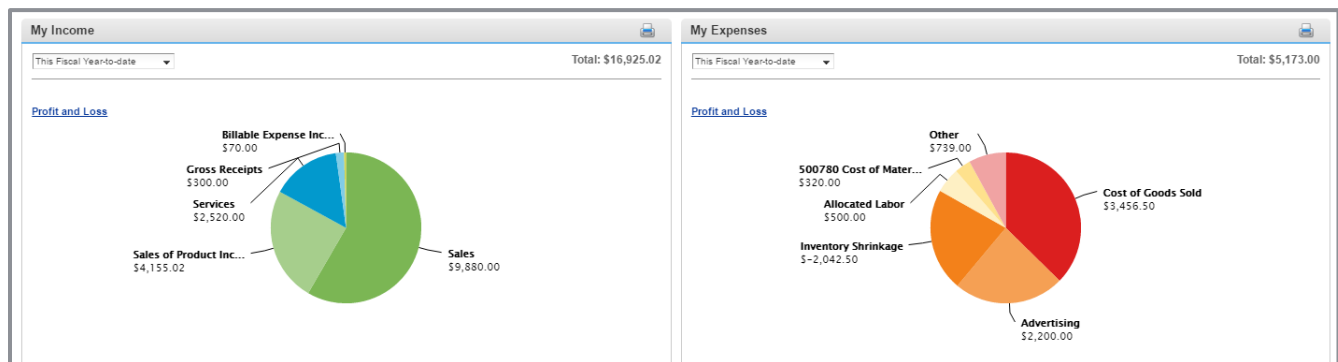 My Income
This Fiscal Year-to-date
Total: $16,925.02
Profit and Loss
Billable Expense Inc...
$70.00
Gross Receipts
$300.00
Services
$2,520.00
Sales of Product Inc...
$4,155.02
Sales
$9,880.00
My Expenses
This Fiscal Year-to-date
Total: $5,173.00
Profit and Loss
Other
$739.00
500780 Cost of Mater...
$320.00
Allocated Labor
$500.00
Inventory Shrinkage
$-2,042.50
Cost of Goods Sold
$3,456.50
Advertising
$2,200.00